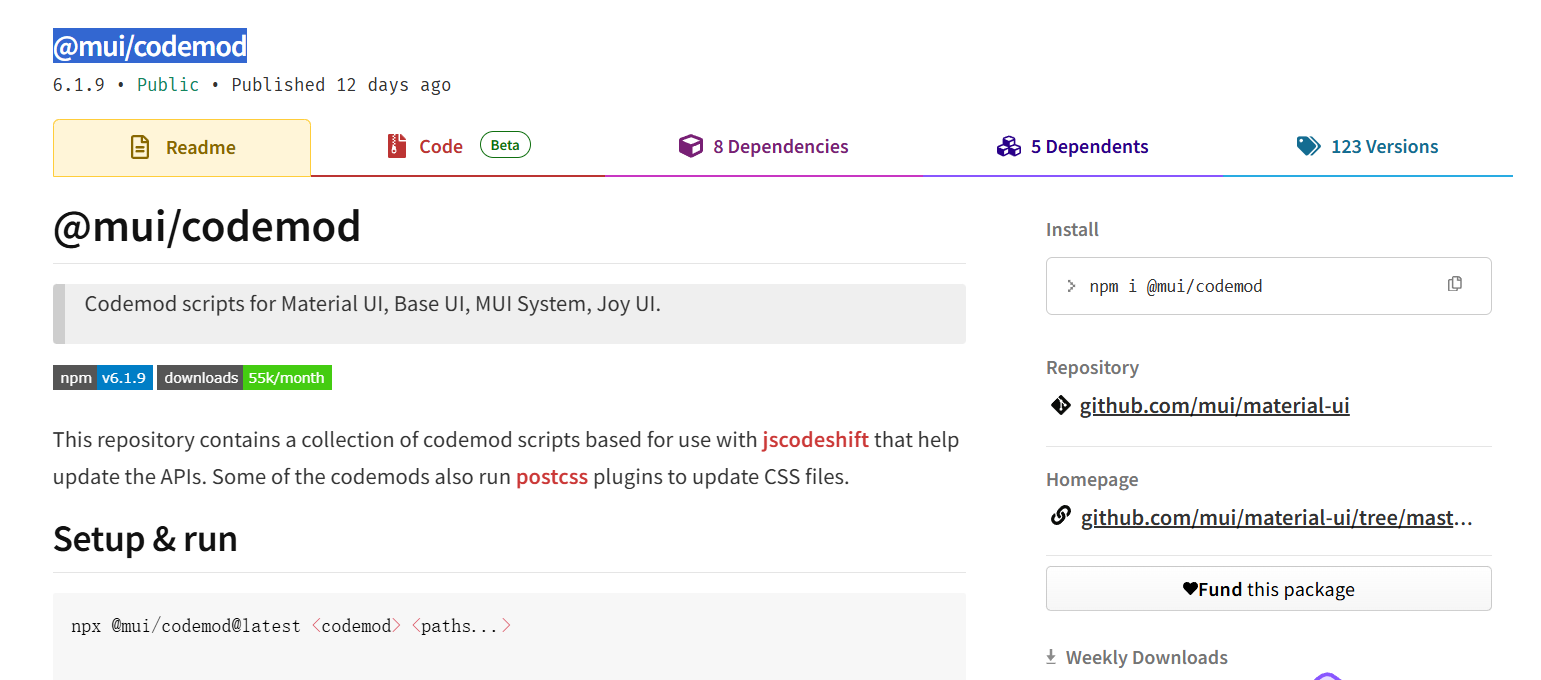 @mui/codemod
6.1.9 • Public • Published 12 days ago
Readme
Code Beta
8 Dependencies
5 Dependents
123 Versions
@mui/codemod
Codemod scripts for Material UI, Base UI, MUI System, Joy UI.
npm v6.1.9 downloads 55k/month
This repository contains a collection of codemod scripts based for use with jscodeshift that help
update the APIs. Some of the codemods also run postcss plugins to update CSS files.
Setup & run
npx @mui/codemod@latest <codemod> <paths...>
Install
> npm i @mui/codemod
Repository
github.com/mui/material-ui
Homepage
github.com/mui/material-ui/tree/mast...
Fund this package
Weekly Downloads